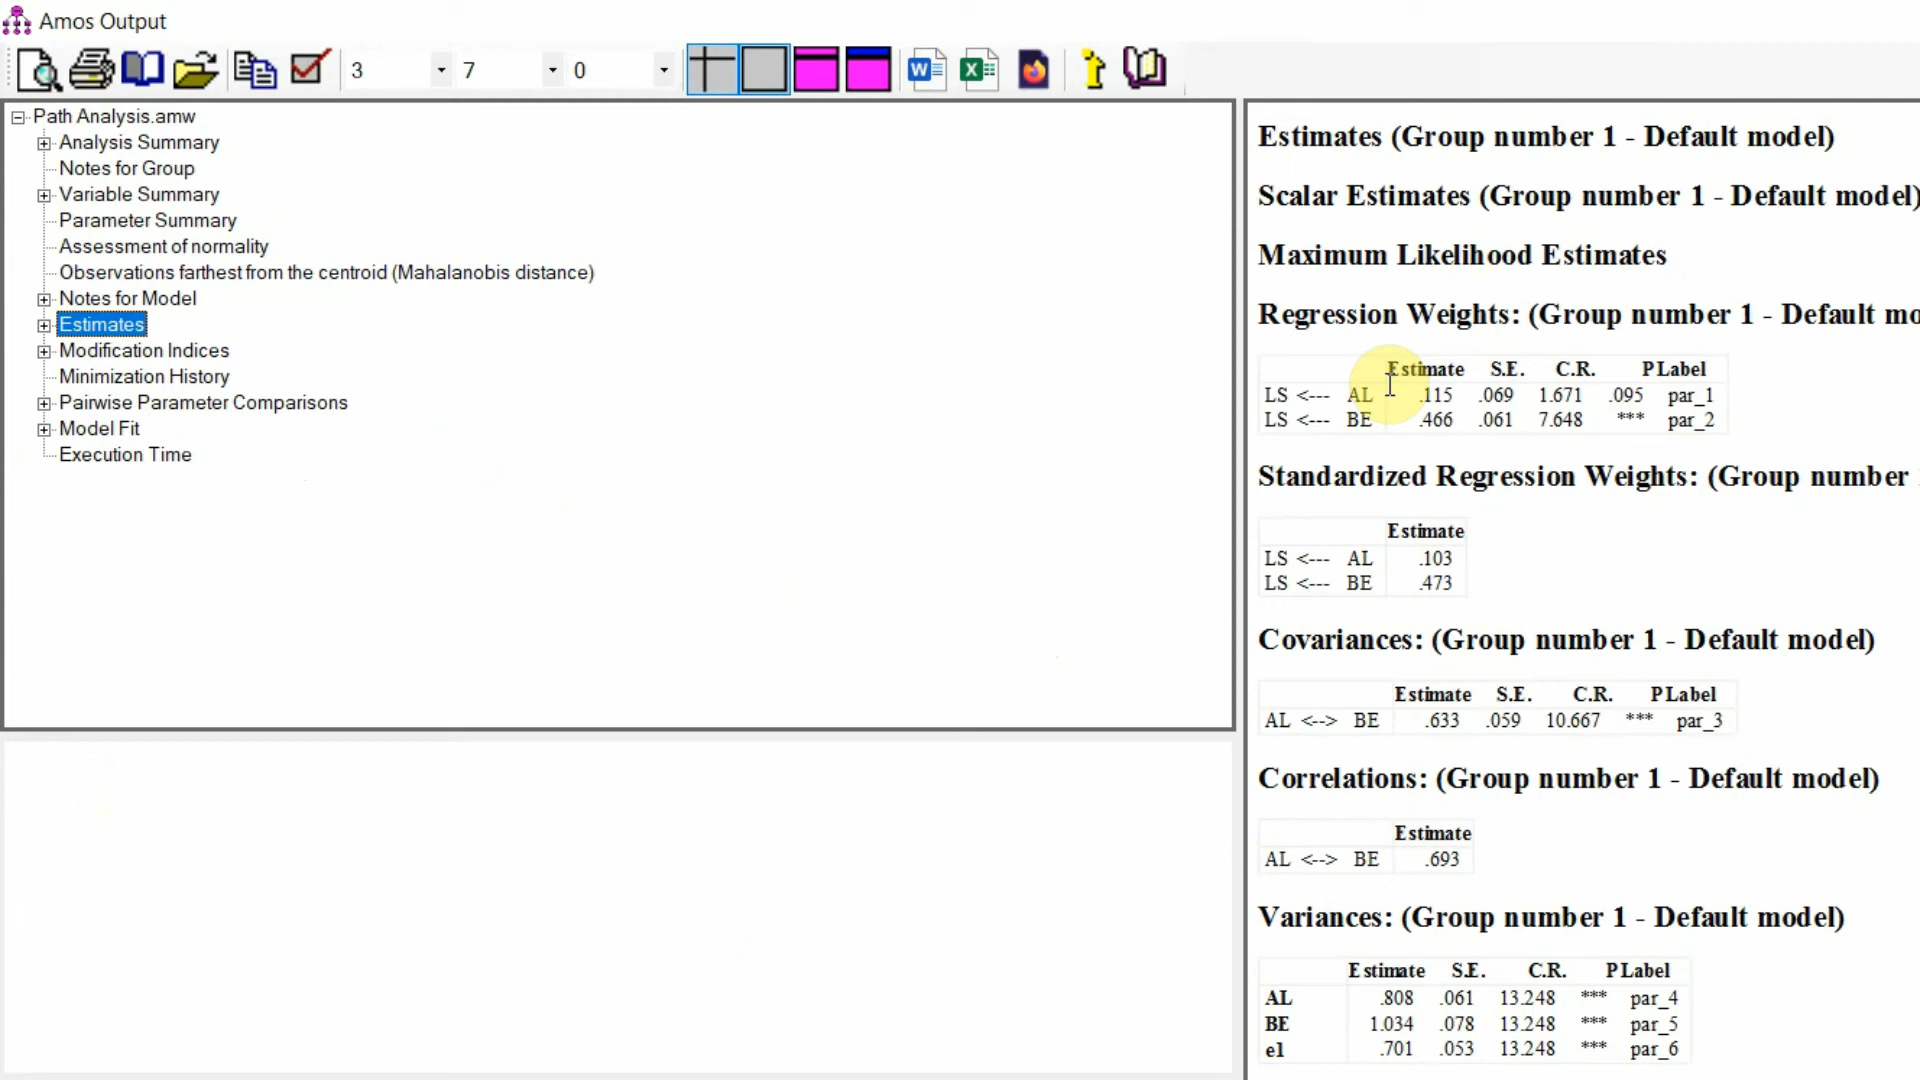 Amos Output
3 7 0
Path Analysis.amw
Analysis Summary
Notes for Group
Variable Summary
Parameter Summary
Assessment of normality
Observations farthest from the centroid (Mahalanobis distance)
Notes for Model
Estimates
Modification Indices
Minimization History
Pairwise Parameter Comparisons
Model Fit
Execution Time
Estimates (Group number 1 - Default model)
Scalar Estimates (Group number 1 - Default model)
Maximum Likelihood Estimates
Regression Weights: (Group number 1 - Default mo
Estimate S.E. C.R. P Label
LS <--- AL .115 .069 1.671 .095 par_1
LS <--- BE .466 .061 7.648 *** par_2
Standardized Regression Weights: (Group number
Estimate
LS <--- AL .103
LS <--- BE .473
Covariances: (Group number 1 - Default model)
Estimate S.E. C.R. P Label
AL <--> BE .633 .059 10.667 *** par_3
Correlations: (Group number 1 - Default model)
Estimate
AL <--> BE .693
Variances: (Group number 1 - Default model)
Estimate S.E. C.R. P Label
AL .808 .061 13.248 *** par_4
BE 1.034 .078 13.248 *** par_5
e1 .701 .053 13.248 *** par_6